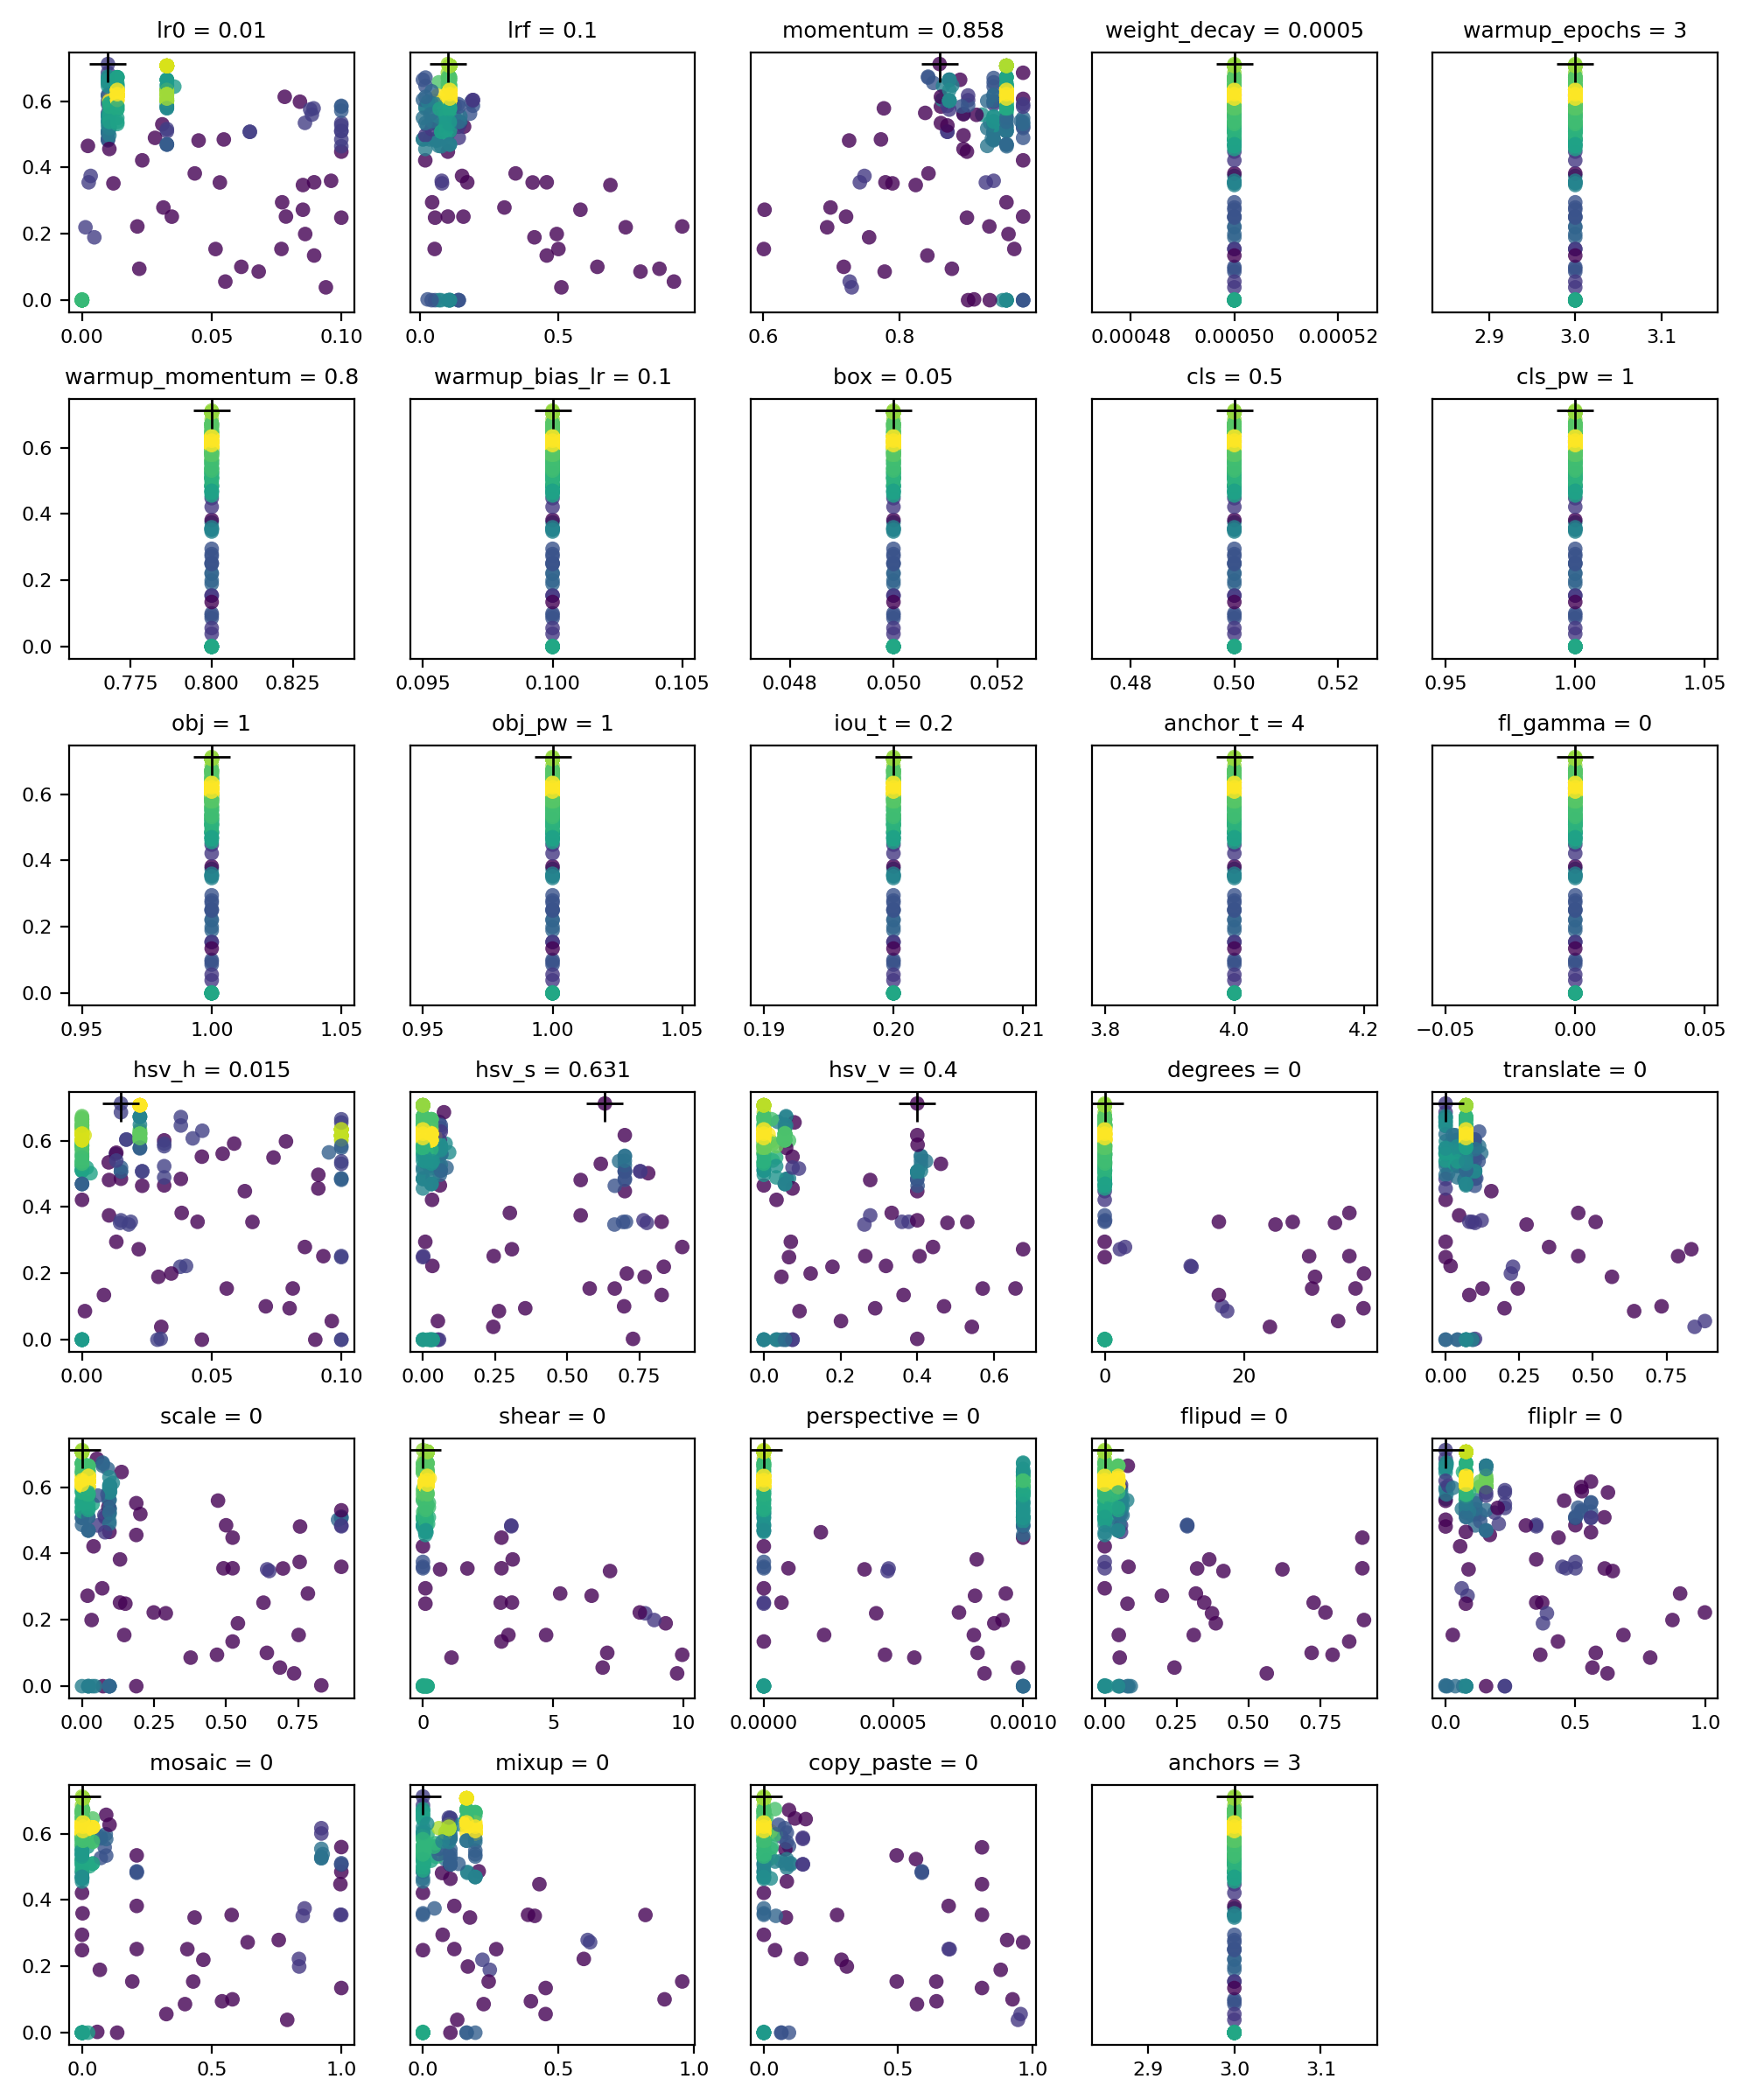 lr0 = 0.01 lrf = 0.1 momentum = 0.858 weight_decay = 0.0005 warmup_epochs = 3
0.6
0.4
0.2
0.0
0.00 0.05 0.10 0.0 0.5 0.6 0.8 0.00048 0.00050 0.00052 2.9 3.0 3.1
warmup_momentum = 0.8 warmup_bias_lr = 0.1 box = 0.05 cls = 0.5 cls_pw = 1
0.6
0.4
0.2
0.0
0.775 0.800 0.825 0.095 0.100 0.105 0.048 0.050 0.052 0.48 0.50 0.52 0.95 1.00 1.05
obj = 1 obj_pw = 1 iou_t = 0.2 anchor_t = 4 fl_gamma = 0
0.6
0.4
0.2
0.0
0.95 1.00 1.05 0.95 1.00 1.05 0.19 0.20 0.21 3.8 4.0 4.2 −0.05 0.00 0.05
hsv_h = 0.015 hsv_s = 0.631 hsv_v = 0.4 degrees = 0 translate = 0
0.6
0.4
0.2
0.0
0.00 0.05 0.10 0.00 0.25 0.50 0.75 0.0 0.2 0.4 0.6 0 20 0.00 0.25 0.50 0.75
scale = 0 shear = 0 perspective = 0 flipud = 0 fliplr = 0
0.6
0.4
0.2
0.0
0.00 0.25 0.50 0.75 0 5 10 0.0000 0.0005 0.0010 0.00 0.25 0.50 0.75 0.0 0.5 1.0
mosaic = 0 mixup = 0 copy_paste = 0 anchors = 3
0.6
0.4
0.2
0.0
0.0 0.5 1.0 0.0 0.5 1.0 0.0 0.5 1.0 2.9 3.0 3.1